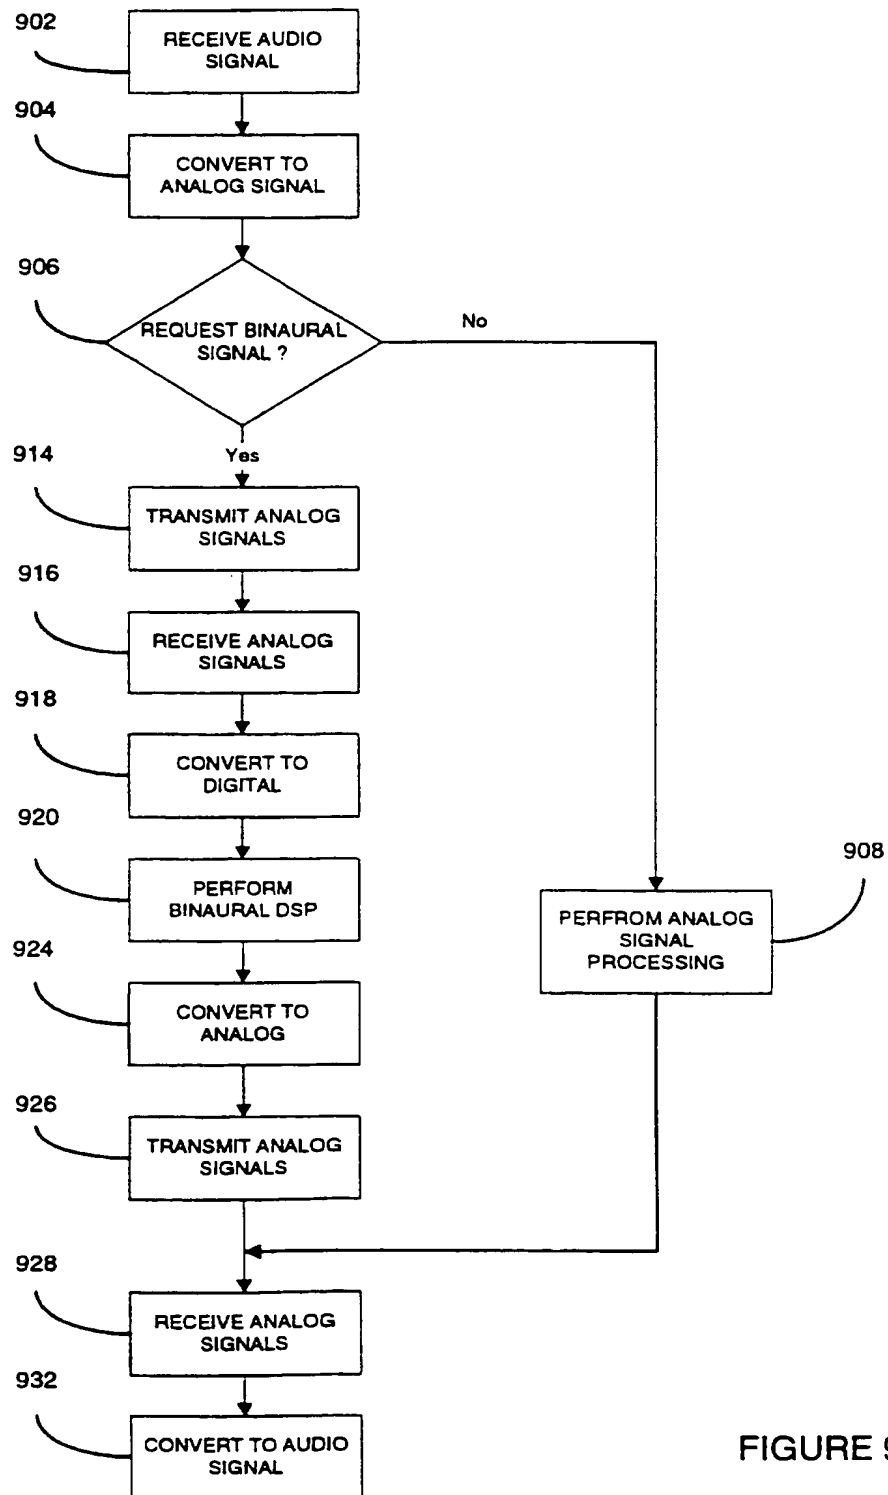 902
RECEIVE AUDIO
SIGNAL
904
CONVERT TO
ANALOG SIGNAL
906
REQUEST BINAURAL
SIGNAL ?
No
Yes
914
TRANSMIT ANALOG
SIGNALS
916
RECEIVE ANALOG
SIGNALS
918
CONVERT TO
DIGITAL
920
PERFORM
BINAURAL DSP
908
PERFROM ANALOG
SIGNAL
PROCESSING
924
CONVERT TO
ANALOG
926
TRANSMIT ANALOG
SIGNALS
928
RECEIVE ANALOG
SIGNALS
932
CONVERT TO AUDIO
SIGNAL
FIGURE 9